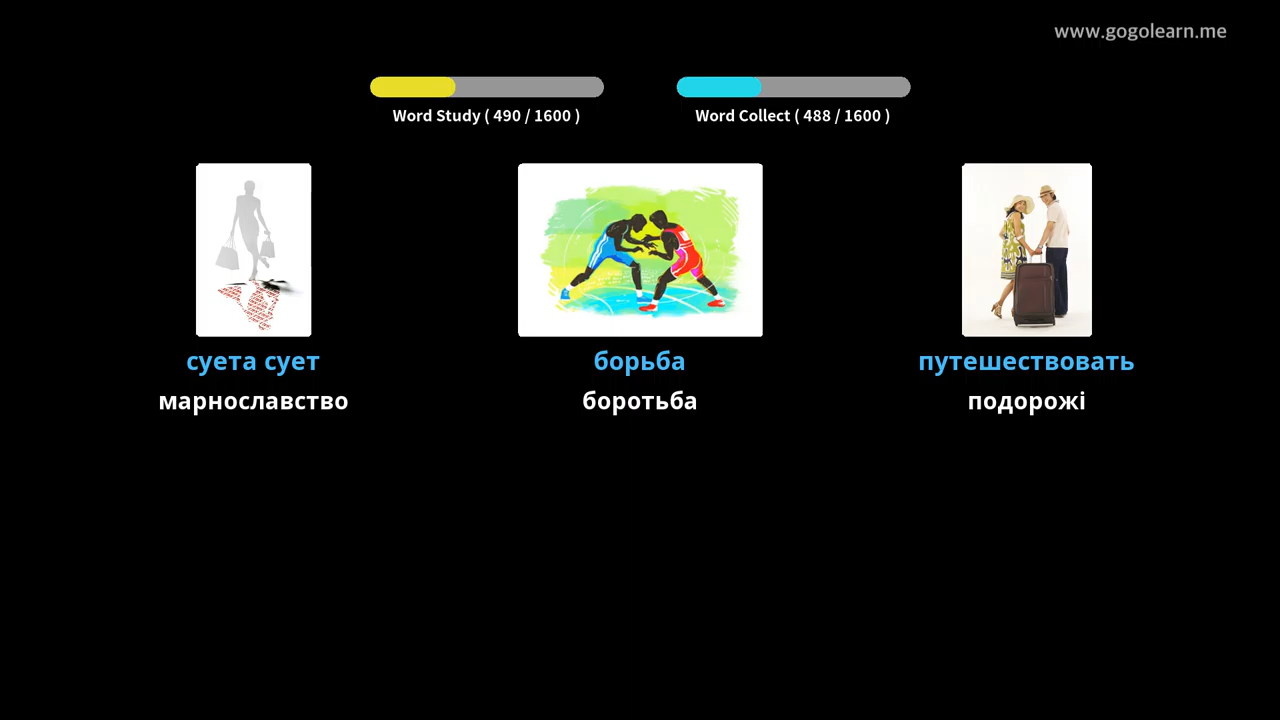 www.gogolearn.me
Word Study ( 490 / 1600 )
Word Collect ( 488 / 1600 )
суета сует
борьба
путешествовать
марнославство
боротьба
подорожі